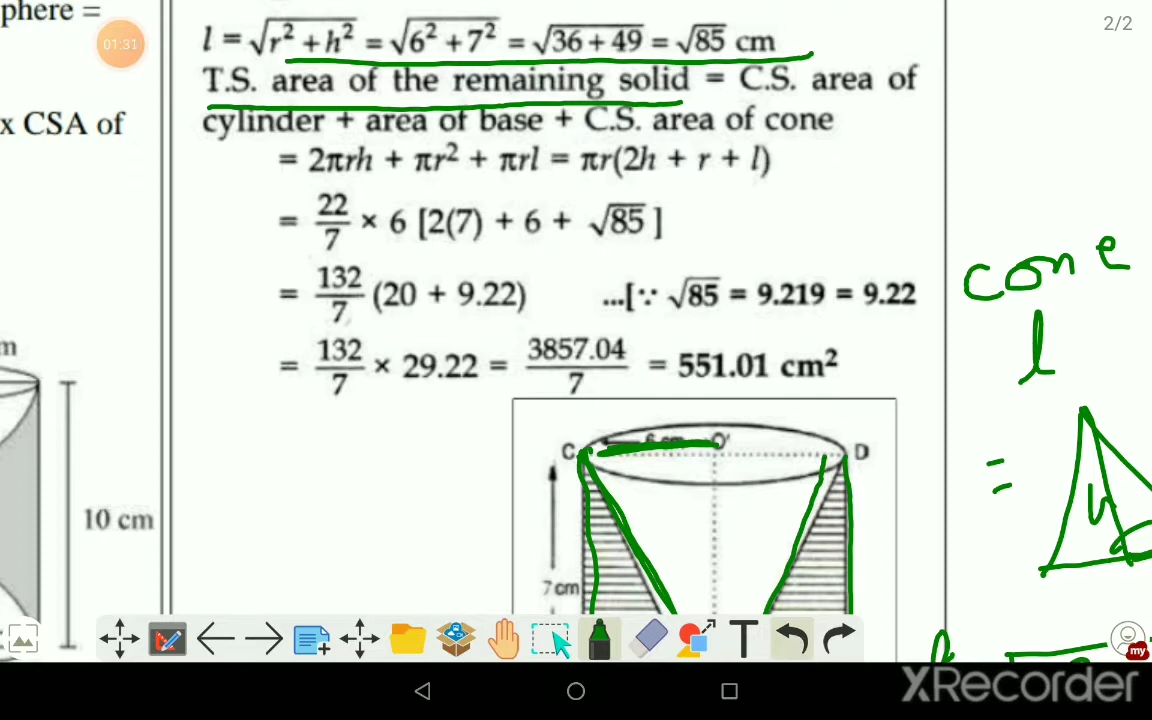 phere =
2/2
01:31
l = √r² + h² = √6² + 7² = √36 + 49 = √85 cm
T.S. area of the remaining solid = C.S. area of
x CSA of
cylinder + area of base + C.S. area of cone
= 2πrh + πr² + πrl = πr(2h + r + l)
= 22/7 × 6 [2(7) + 6 + √85 ]
cone
= 132/7 (20 + 9.22) ...[∵ √85 = 9.219 = 9.22
l
= 132/7 × 29.22 = 3857.04/7 = 551.01 cm²
m
C 6 cm O' D
=
h
10 cm
7 cm
T
my
XRecorder